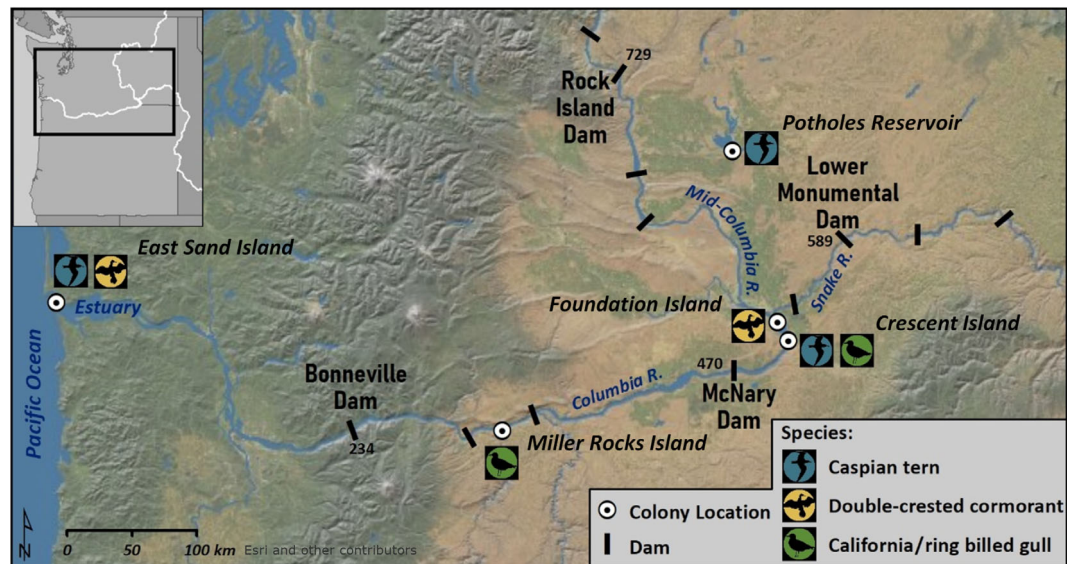 729
Rock
Island
Dam
Potholes Reservoir
Lower
Monumental
Dam
Mid-Columbia R.
589
Snake R.
East Sand Island
Estuary
Pacific Ocean
Foundation Island
Crescent Island
Bonneville
Dam
234
Columbia R.
470
McNary
Dam
Miller Rocks Island
Species:
Caspian tern
Double-crested cormorant
California/ring billed gull
Colony Location
Dam
N
0 50 100 km
Esri and other contributors